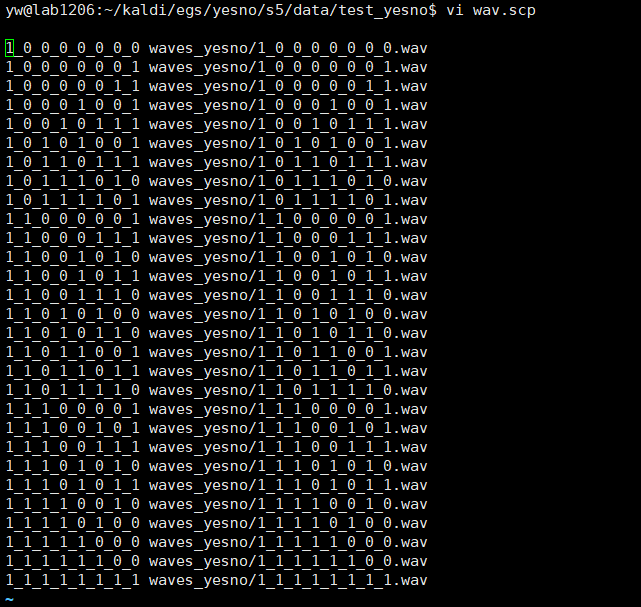 yw@lab1206:~/kaldi/egs/yesno/s5/data/test_yesno$ vi wav.scp
1_0_0_0_0_0_0_0 waves_yesno/1_0_0_0_0_0_0_0.wav
1_0_0_0_0_0_0_1 waves_yesno/1_0_0_0_0_0_0_1.wav
1_0_0_0_0_0_1_1 waves_yesno/1_0_0_0_0_0_1_1.wav
1_0_0_0_1_0_0_1 waves_yesno/1_0_0_0_1_0_0_1.wav
1_0_0_1_0_1_1_1 waves_yesno/1_0_0_1_0_1_1_1.wav
1_0_1_0_1_0_0_1 waves_yesno/1_0_1_0_1_0_0_1.wav
1_0_1_1_0_1_1_1 waves_yesno/1_0_1_1_0_1_1_1.wav
1_0_1_1_1_0_1_0 waves_yesno/1_0_1_1_1_0_1_0.wav
1_0_1_1_1_1_0_1 waves_yesno/1_0_1_1_1_1_0_1.wav
1_1_0_0_0_0_0_1 waves_yesno/1_1_0_0_0_0_0_1.wav
1_1_0_0_0_1_1_1 waves_yesno/1_1_0_0_0_1_1_1.wav
1_1_0_0_1_0_1_0 waves_yesno/1_1_0_0_1_0_1_0.wav
1_1_0_0_1_0_1_1 waves_yesno/1_1_0_0_1_0_1_1.wav
1_1_0_0_1_1_1_0 waves_yesno/1_1_0_0_1_1_1_0.wav
1_1_0_1_0_1_0_0 waves_yesno/1_1_0_1_0_1_0_0.wav
1_1_0_1_0_1_1_0 waves_yesno/1_1_0_1_0_1_1_0.wav
1_1_0_1_1_0_0_1 waves_yesno/1_1_0_1_1_0_0_1.wav
1_1_0_1_1_0_1_1 waves_yesno/1_1_0_1_1_0_1_1.wav
1_1_0_1_1_1_1_0 waves_yesno/1_1_0_1_1_1_1_0.wav
1_1_1_0_0_0_0_1 waves_yesno/1_1_1_0_0_0_0_1.wav
1_1_1_0_0_1_0_1 waves_yesno/1_1_1_0_0_1_0_1.wav
1_1_1_0_0_1_1_1 waves_yesno/1_1_1_0_0_1_1_1.wav
1_1_1_0_1_0_1_0 waves_yesno/1_1_1_0_1_0_1_0.wav
1_1_1_0_1_0_1_1 waves_yesno/1_1_1_0_1_0_1_1.wav
1_1_1_1_0_0_1_0 waves_yesno/1_1_1_1_0_0_1_0.wav
1_1_1_1_0_1_0_0 waves_yesno/1_1_1_1_0_1_0_0.wav
1_1_1_1_1_0_0_0 waves_yesno/1_1_1_1_1_0_0_0.wav
1_1_1_1_1_1_0_0 waves_yesno/1_1_1_1_1_1_0_0.wav
1_1_1_1_1_1_1_1 waves_yesno/1_1_1_1_1_1_1_1.wav
~